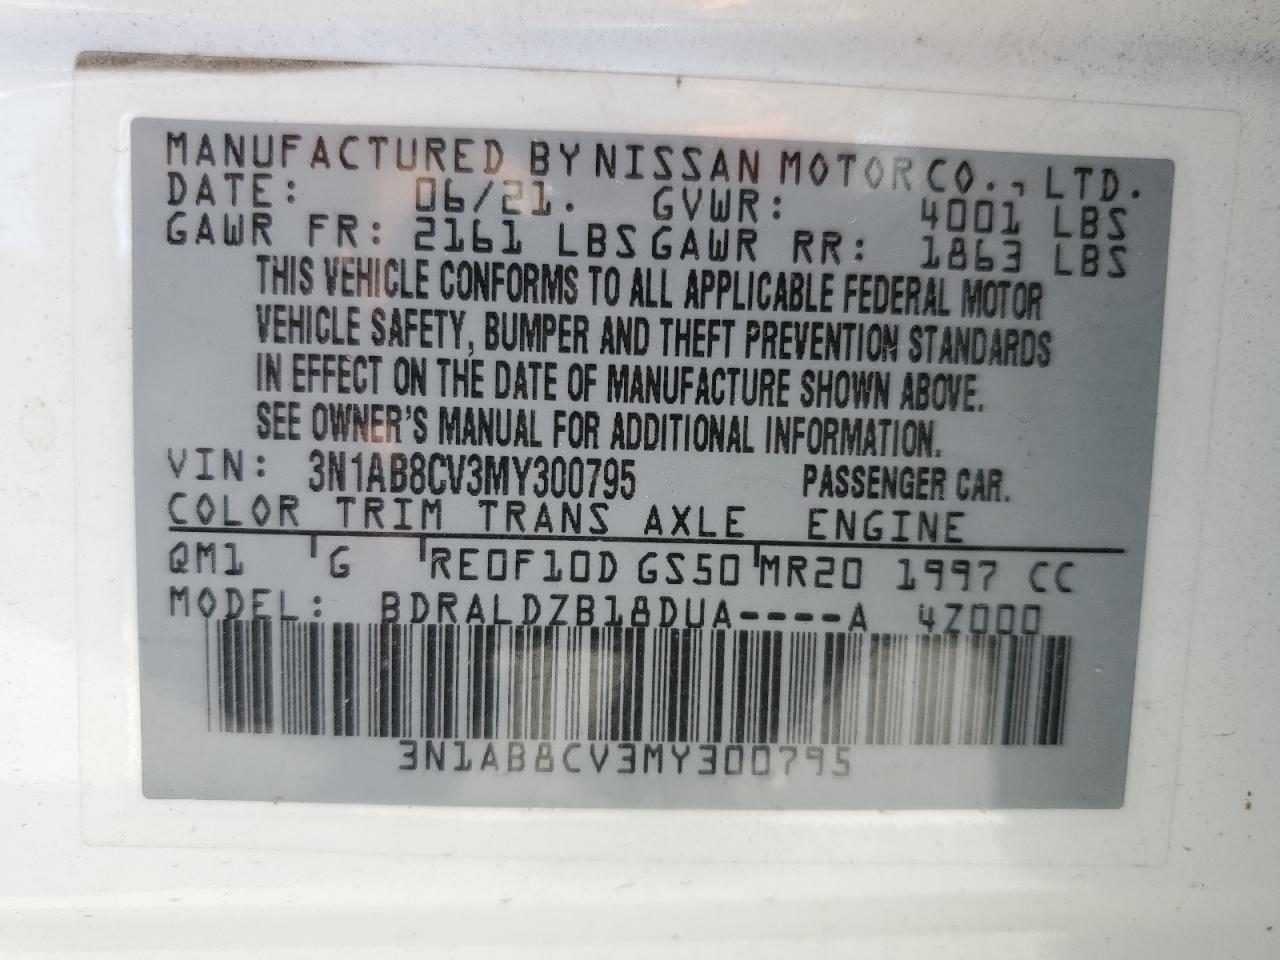 MANUFACTURED BY NISSAN MOTOR CO., LTD.
DATE: 06/21. GVWR: 4001 LBS
GAWR FR: 2161 LBS GAWR RR: 1863 LBS
THIS VEHICLE CONFORMS TO ALL APPLICABLE FEDERAL MOTOR
VEHICLE SAFETY, BUMPER AND THEFT PREVENTION STANDARDS
IN EFFECT ON THE DATE OF MANUFACTURE SHOWN ABOVE.
SEE OWNER'S MANUAL FOR ADDITIONAL INFORMATION.
VIN: 3N1AB8CV3MY300795 PASSENGER CAR.
COLOR TRIM TRANS AXLE ENGINE
QM1 G RE0F10D GS50 MR20 1997 CC
MODEL: BDRALDZB18DUA----A 4Z000
3N1AB8CV3MY300795